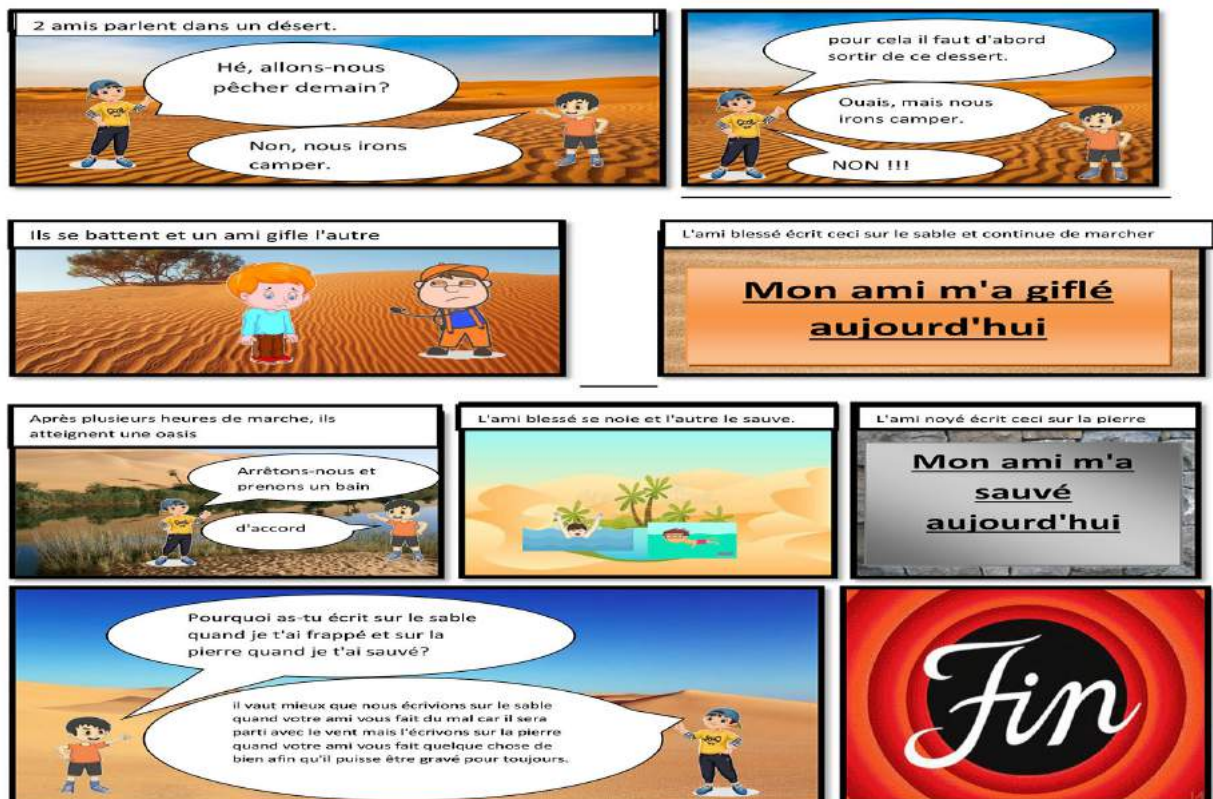 2 amis parlent dans un désert.
Hé, allons-nous
pêcher demain?
Non, nous irons
camper.
pour cela il faut d'abord
sortir de ce dessert.
Ouais, mais nous
irons camper.
NON !!!
Ils se battent et un ami gifle l'autre
L'ami blessé écrit ceci sur le sable et continue de marcher
Mon ami m'a giflé
aujourd'hui
Après plusieurs heures de marche, ils
atteignent une oasis
Arrêtons-nous et
prenons un bain
d'accord
L'ami blessé se noie et l'autre le sauve.
L'ami noyé écrit ceci sur la pierre
Mon ami m'a
sauvé
aujourd'hui
Pourquoi as-tu écrit sur le sable
quand je t'ai frappé et sur la
pierre quand je t'ai sauvé?
il vaut mieux que nous écrivions sur le sable
quand votre ami vous fait du mal car il sera
parti avec le vent mais l'écrivons sur la pierre
quand votre ami vous fait quelque chose de
bien afin qu'il puisse être gravé pour toujours.
Fin